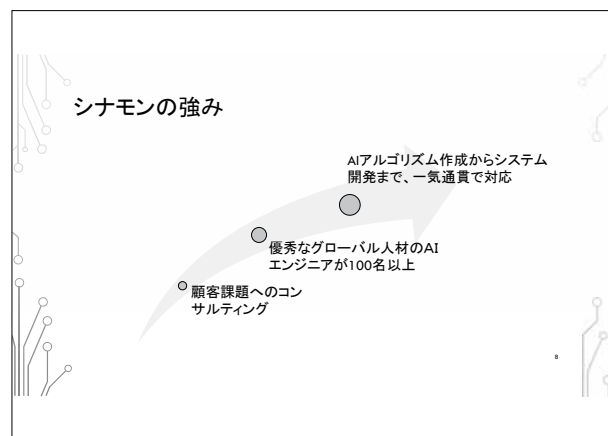 シナモンの強み
AIアルゴリズム作成からシステム
開発まで、一気通貫で対応
優秀なグローバル人材のAI
エンジニアが100名以上
顧客課題へのコン
サルティング
8